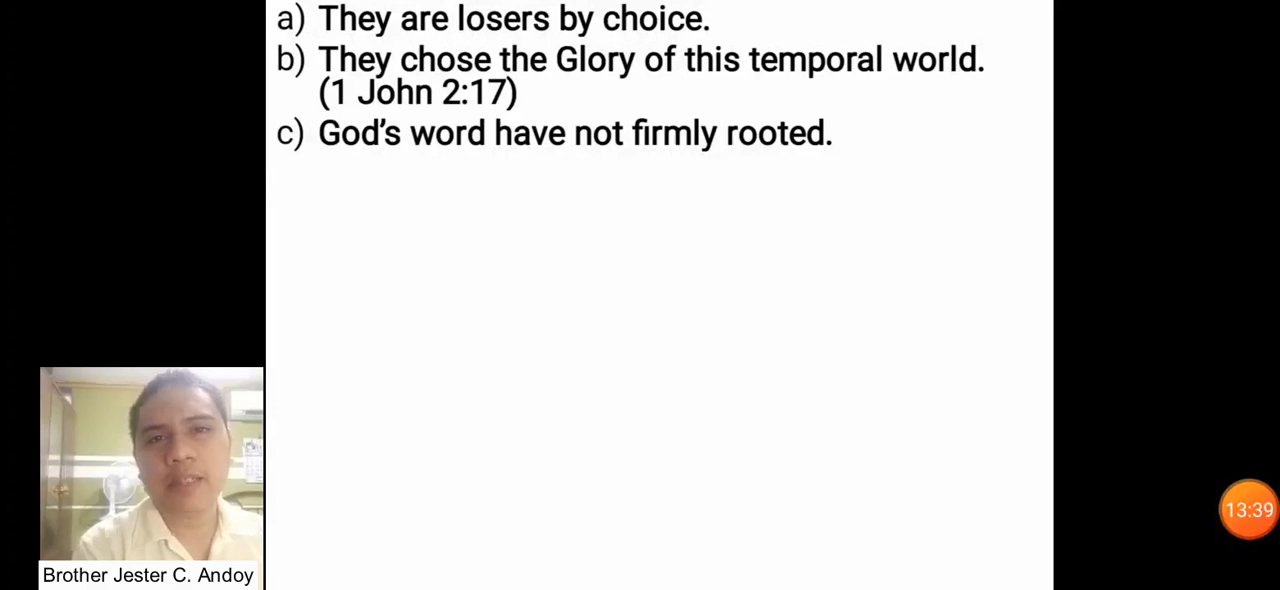 a) They are losers by choice.
b) They chose the Glory of this temporal world.
(1 John 2:17)
c) God’s word have not firmly rooted.
13:39
Brother Jester C. Andoy